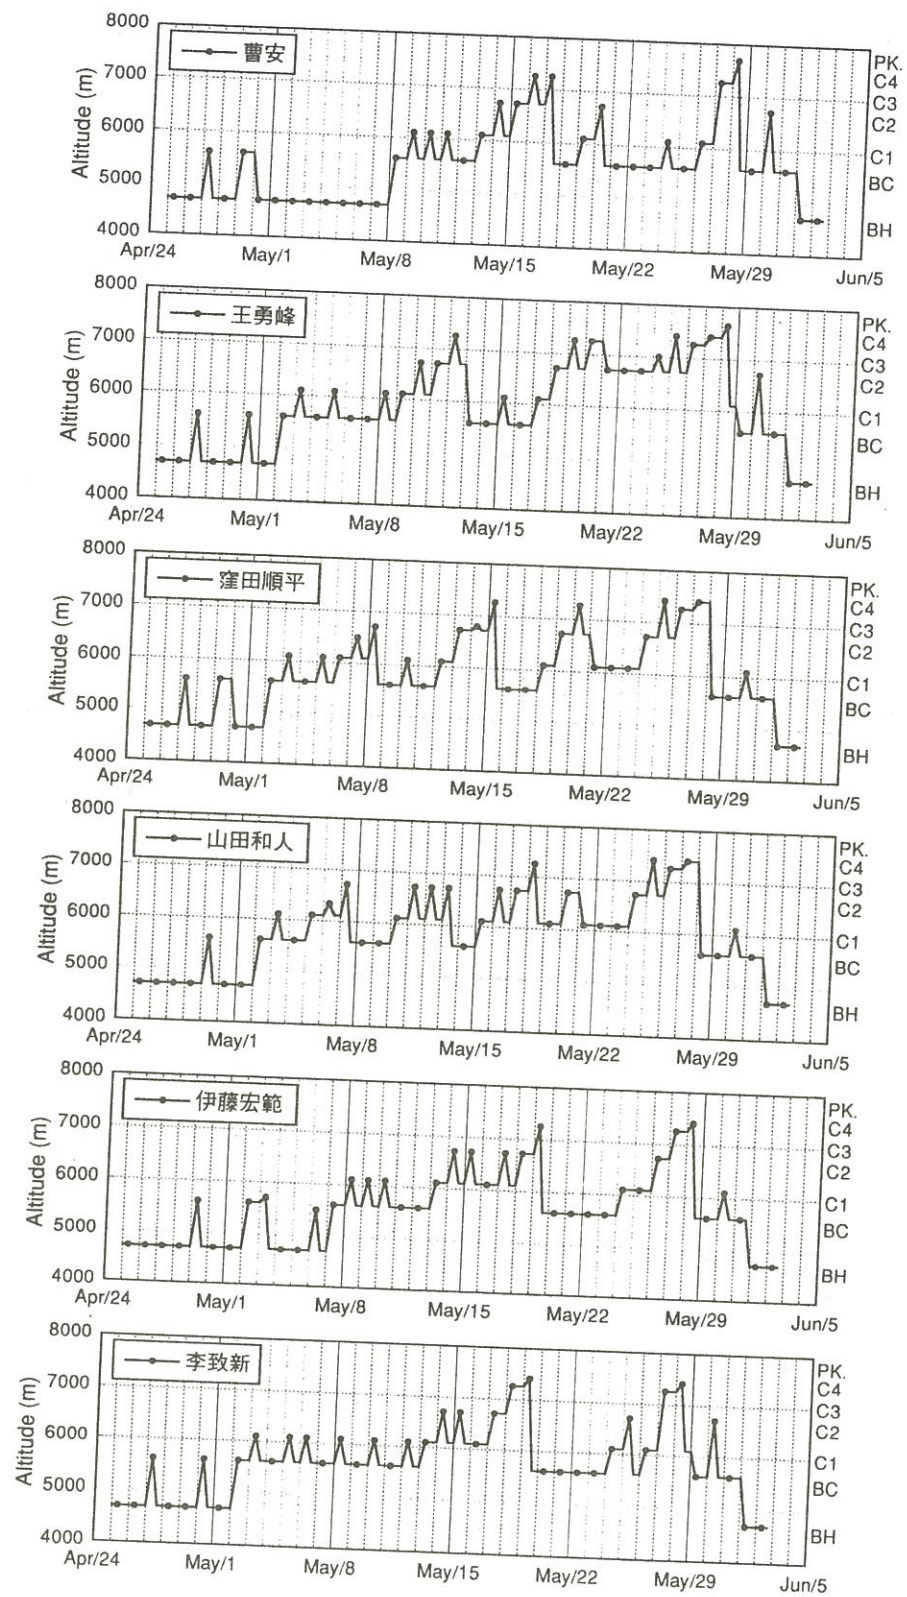 8000
曹安
7000
6000
5000
4000
Altitude (m)
PK.
C4
C3
C2
C1
BC
BH
Apr/24 May/1 May/8 May/15 May/22 May/29 Jun/5
8000
王勇峰
7000
6000
5000
4000
Altitude (m)
PK.
C4
C3
C2
C1
BC
BH
Apr/24 May/1 May/8 May/15 May/22 May/29 Jun/5
8000
窪田順平
7000
6000
5000
4000
Altitude (m)
PK.
C4
C3
C2
C1
BC
BH
Apr/24 May/1 May/8 May/15 May/22 May/29 Jun/5
8000
山田和人
7000
6000
5000
4000
Altitude (m)
PK.
C4
C3
C2
C1
BC
BH
Apr/24 May/1 May/8 May/15 May/22 May/29 Jun/5
8000
伊藤宏範
7000
6000
5000
4000
Altitude (m)
PK.
C4
C3
C2
C1
BC
BH
Apr/24 May/1 May/8 May/15 May/22 May/29 Jun/5
8000
李致新
7000
6000
5000
4000
Altitude (m)
PK.
C4
C3
C2
C1
BC
BH
Apr/24 May/1 May/8 May/15 May/22 May/29 Jun/5